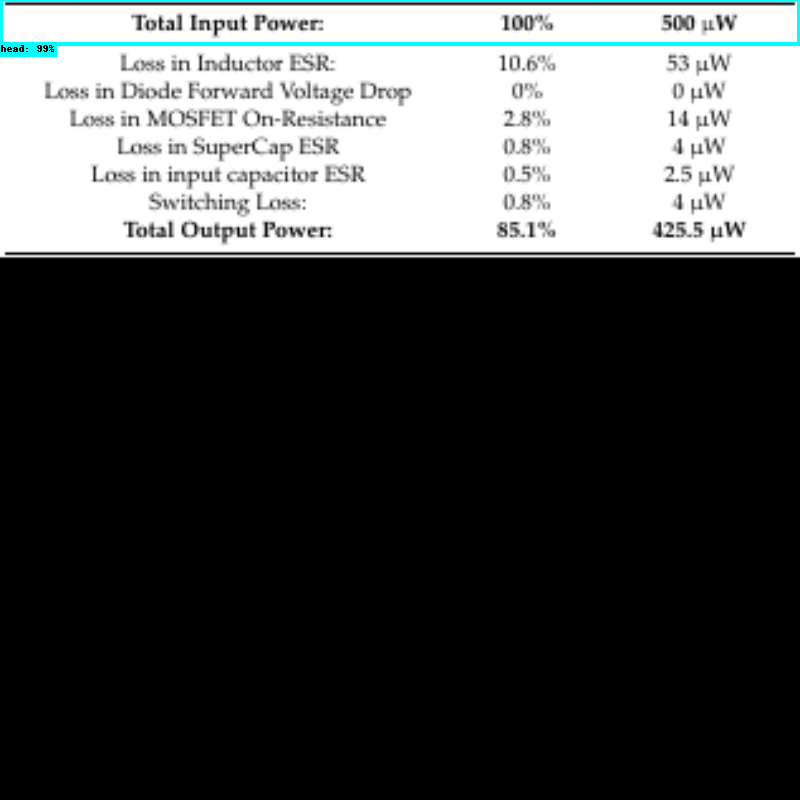 Total Input Power: 100% 500 μW
head: 99%
Loss in Inductor ESR: 10.6% 53 μW
Loss in Diode Forward Voltage Drop 0% 0 μW
Loss in MOSFET On-Resistance 2.8% 14 μW
Loss in SuperCap ESR 0.8% 4 μW
Loss in input capacitor ESR 0.5% 2.5 μW
Switching Loss: 0.8% 4 μW
Total Output Power: 85.1% 425.5 μW